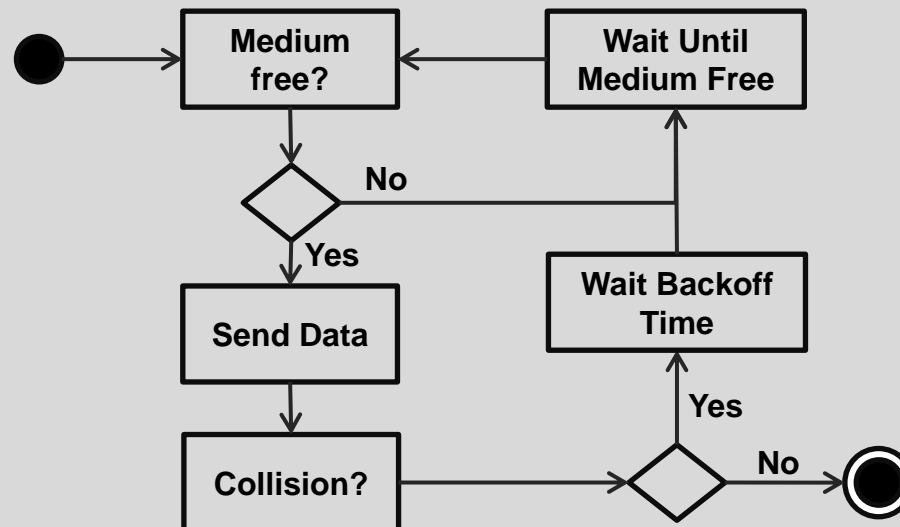 Medium
free?
Wait Until
Medium Free
No
Yes
Wait Backoff
Time
Send Data
Yes
Collision?
No